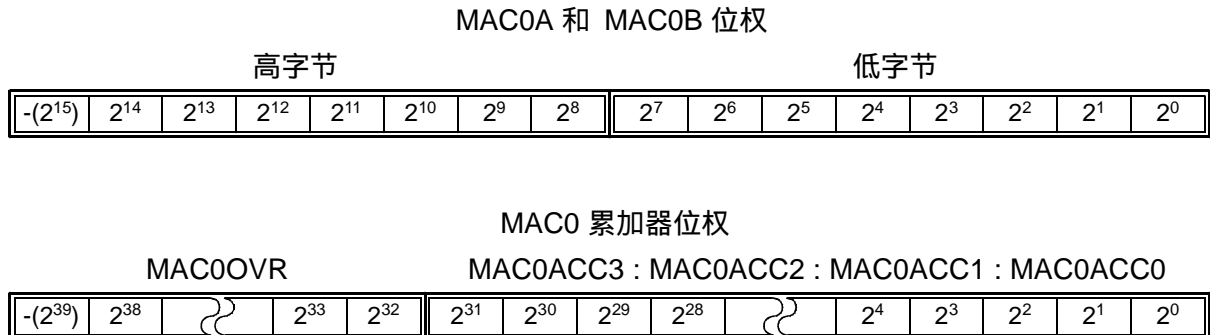 MAC0A 和 MAC0B 位权
高字节 低字节
-(2¹⁵) 2¹⁴ 2¹³ 2¹² 2¹¹ 2¹⁰ 2⁹ 2⁸ 2⁷ 2⁶ 2⁵ 2⁴ 2³ 2² 2¹ 2⁰
MAC0 累加器位权
MAC0OVR MAC0ACC3 : MAC0ACC2 : MAC0ACC1 : MAC0ACC0
-(2³⁹) 2³⁸ 2³³ 2³² 2³¹ 2³⁰ 2²⁹ 2²⁸ 2⁴ 2³ 2² 2¹ 2⁰